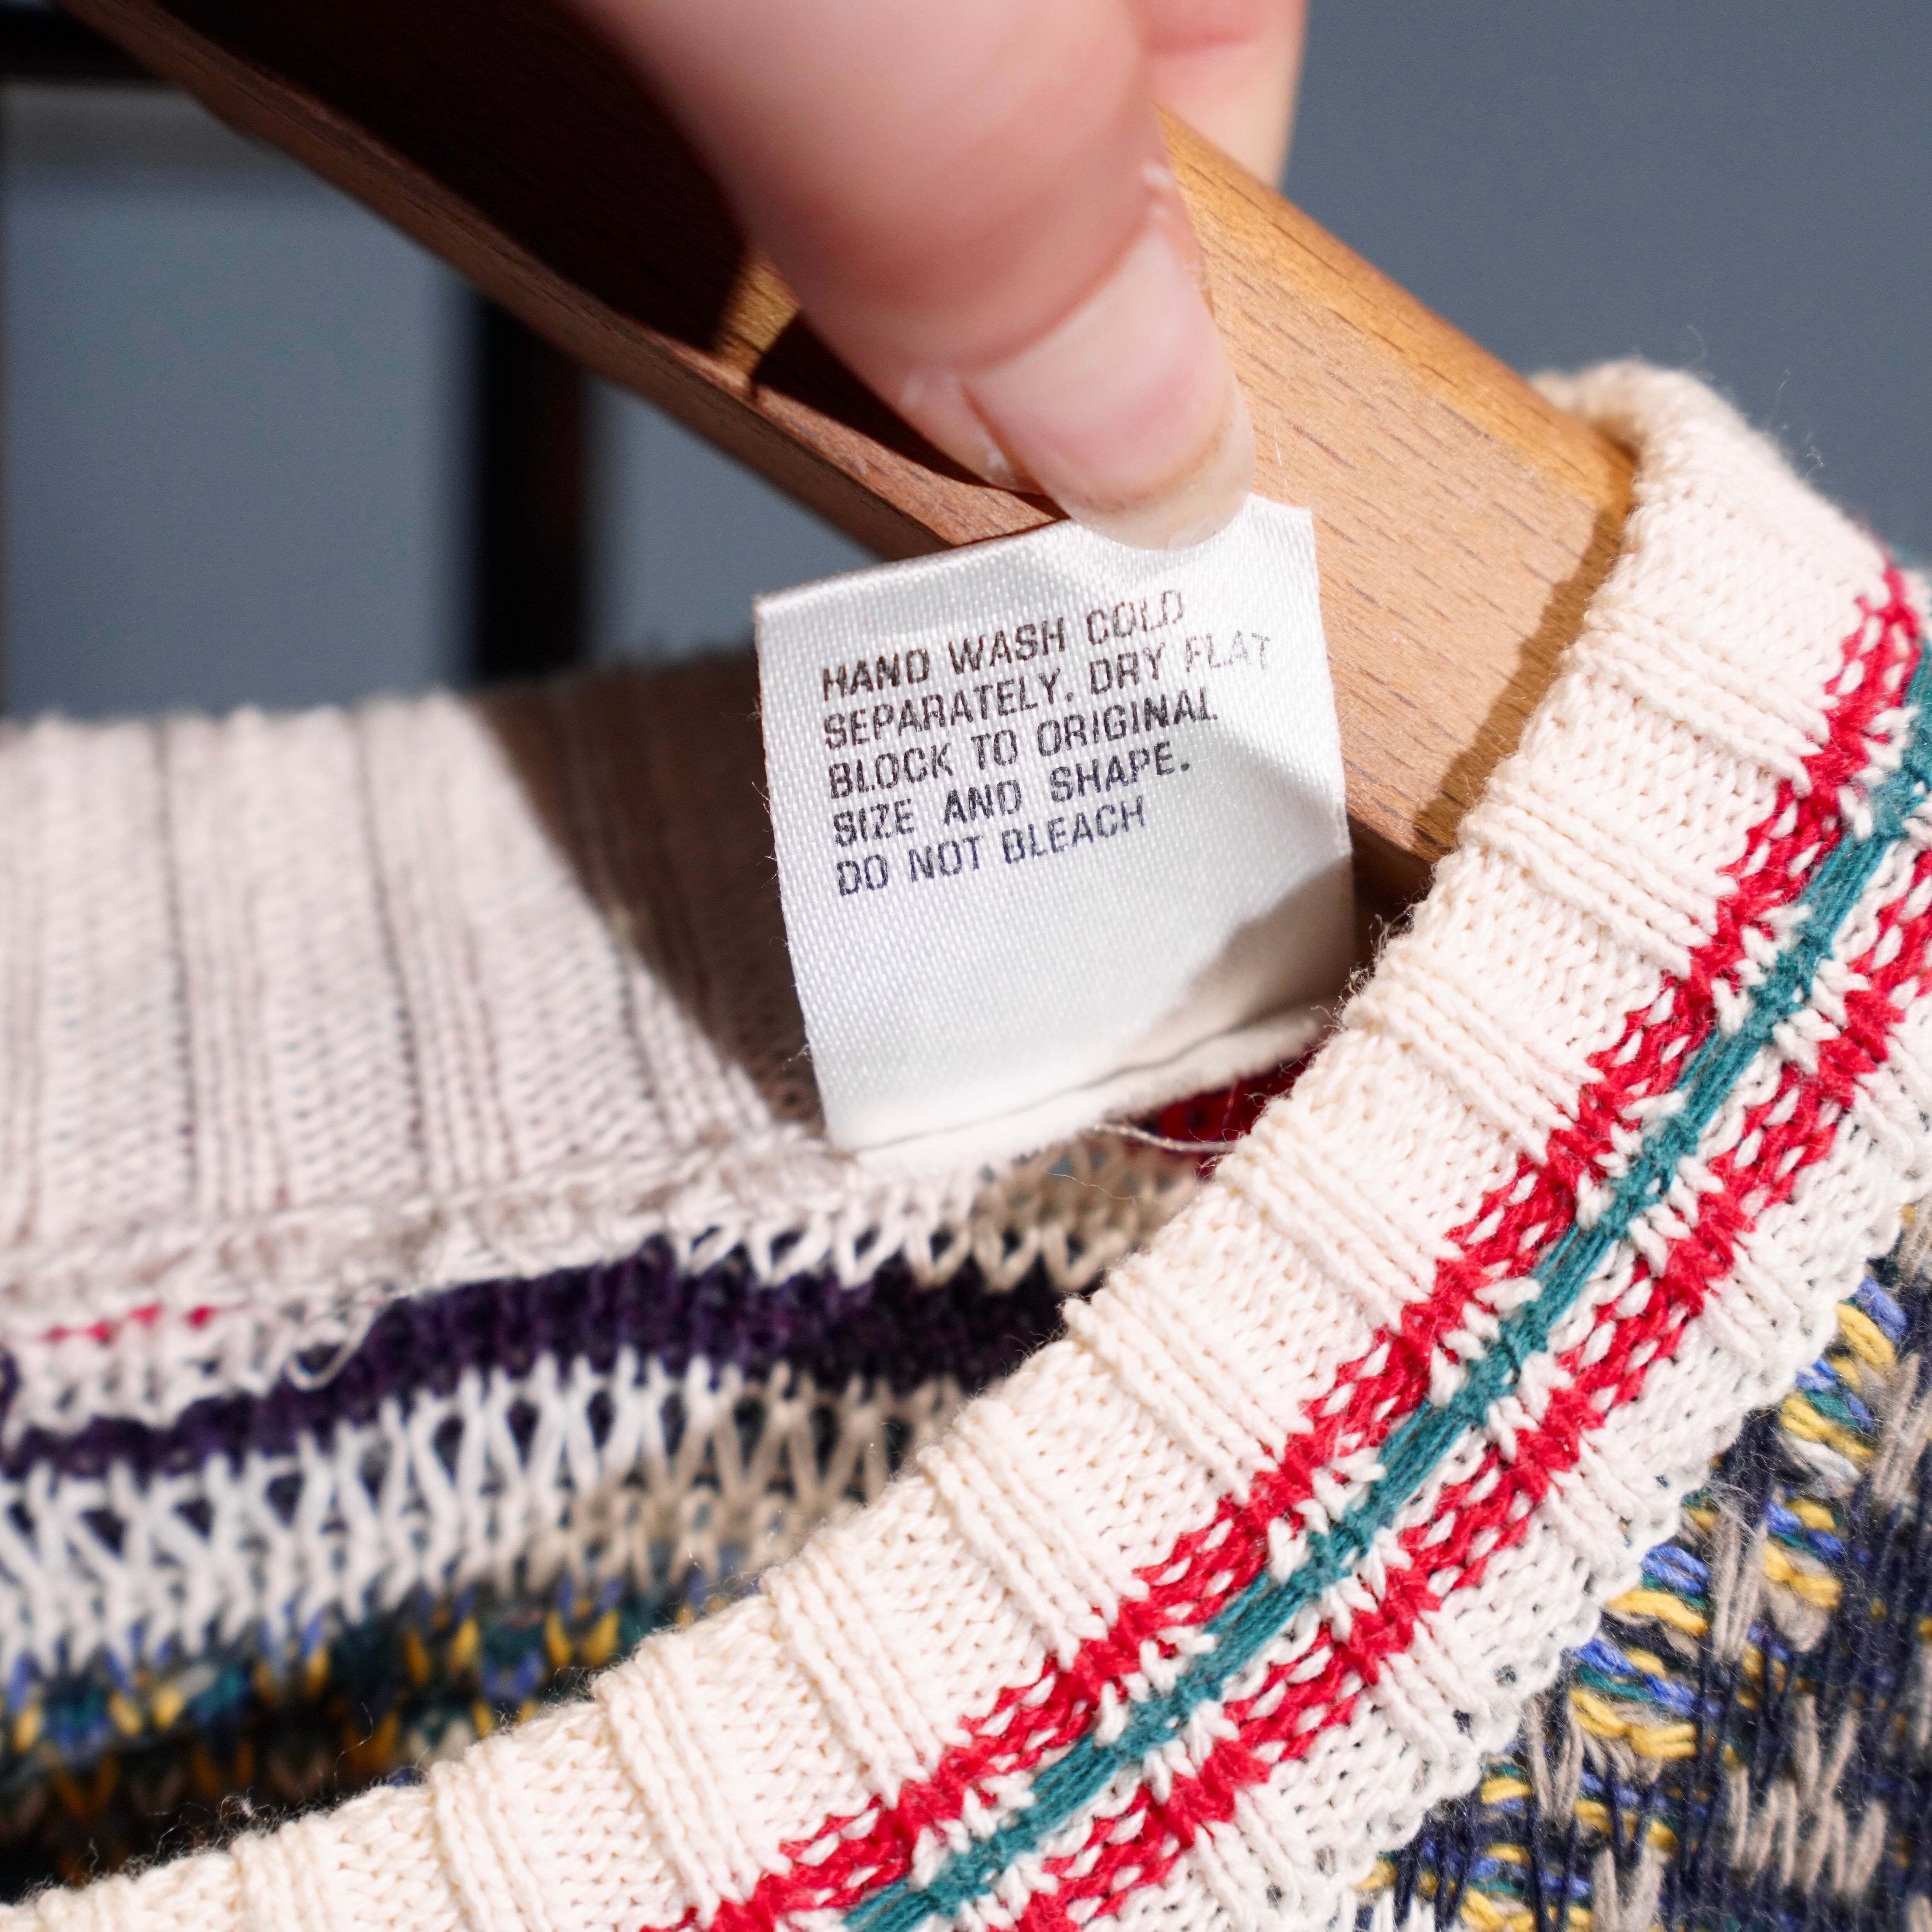 HAND WASH COLD
SEPARATELY. DRY FLAT
BLOCK TO ORIGINAL
SIZE AND SHAPE.
DO NOT BLEACH